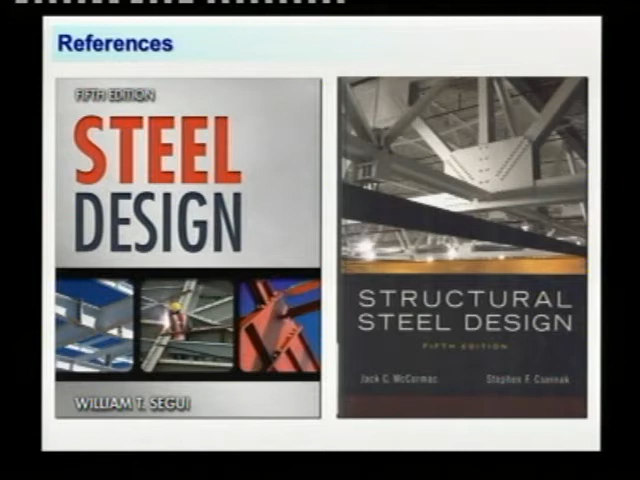 References
FIFTH EDITION
STEEL
DESIGN
WILLIAM T. SEGUI
STRUCTURAL
STEEL DESIGN
FIFTH EDITION
Jack C. McCormac Stephen F. Csernak